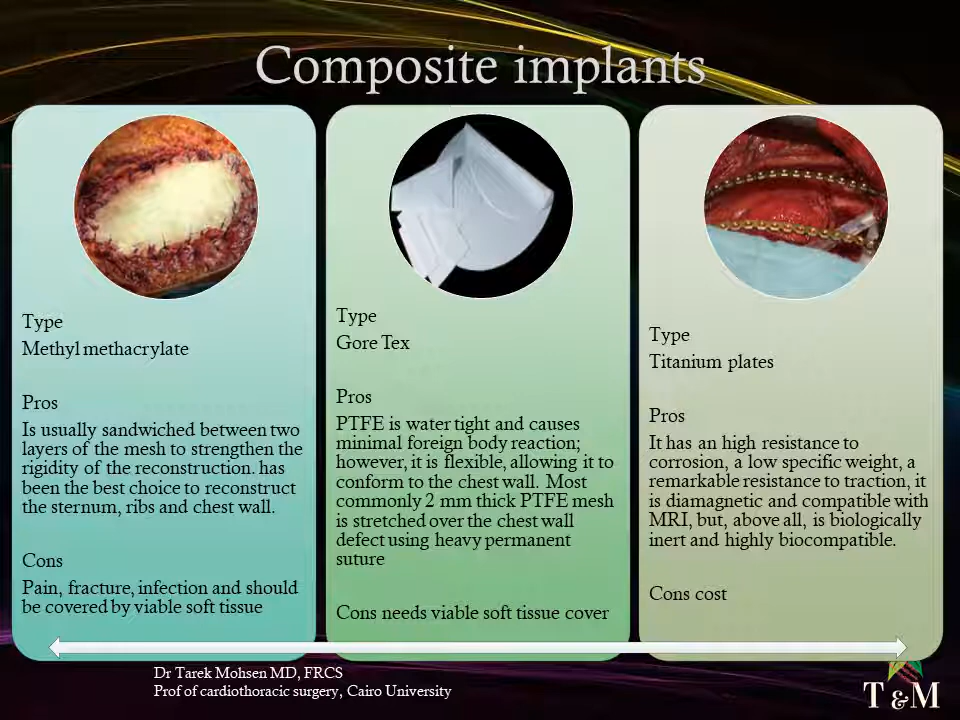 Composite implants
Type
Methyl methacrylate
Pros
Is usually sandwiched between two
layers of the mesh to strengthen the
rigidity of the reconstruction. has
been the best choice to reconstruct
the sternum, ribs and chest wall.
Cons
Pain, fracture, infection and should
be covered by viable soft tissue
Type
Gore Tex
Pros
PTFE is water tight and causes
minimal foreign body reaction;
however, it is flexible, allowing it to
conform to the chest wall. Most
commonly 2 mm thick PTFE mesh
is stretched over the chest wall
defect using heavy permanent
suture
Cons needs viable soft tissue cover
Type
Titanium plates
Pros
It has an high resistance to
corrosion, a low specific weight, a
remarkable resistance to traction, it
is diamagnetic and compatible with
MRI, but, above all, is biologically
inert and highly biocompatible.
Cons cost
Dr Tarek Mohsen MD, FRCS
Prof of cardiothoracic surgery, Cairo University
T & M